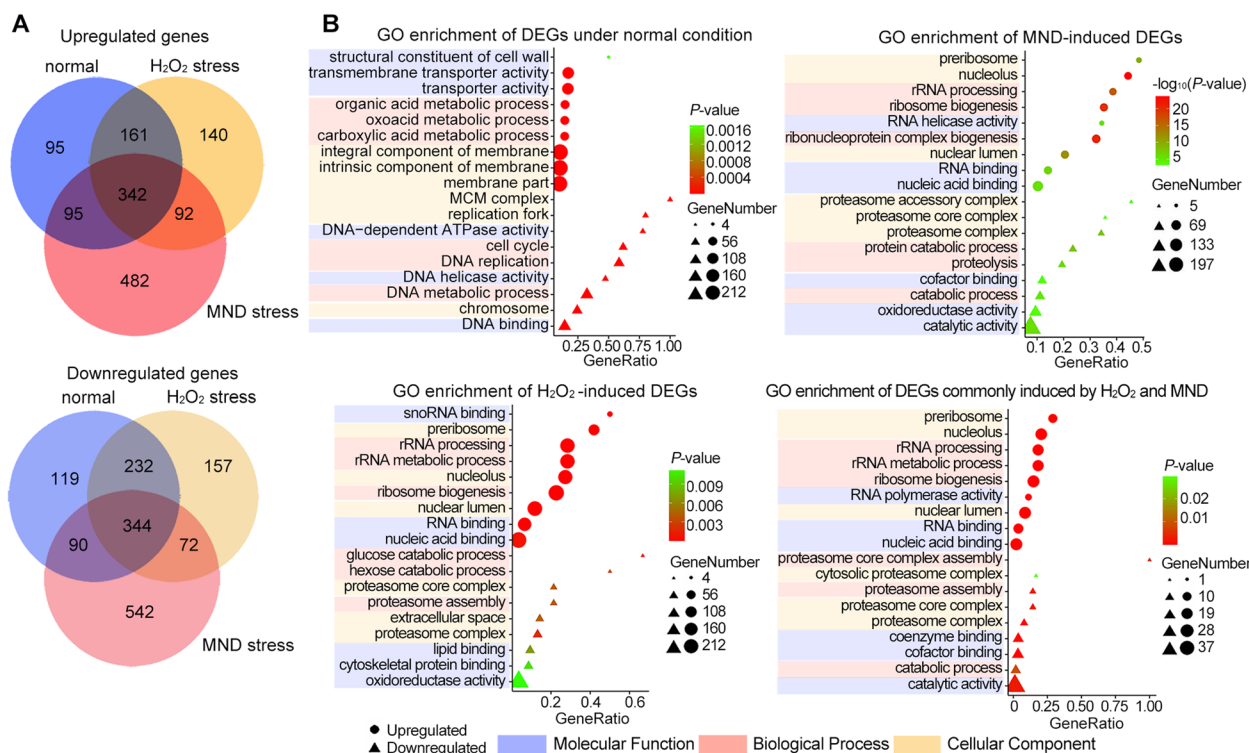 A
Upregulated genes
normal
H₂O₂ stress
95
161
140
342
95
92
482
MND stress
Downregulated genes
normal
H₂O₂ stress
119
232
157
344
90
72
542
MND stress
B
GO enrichment of DEGs under normal condition
structural constituent of cell wall
transmembrane transporter activity
transporter activity
organic acid metabolic process
oxoacid metabolic process
carboxylic acid metabolic process
integral component of membrane
intrinsic component of membrane
membrane part
MCM complex
replication fork
DNA−dependent ATPase activity
cell cycle
DNA replication
DNA helicase activity
DNA metabolic process
chromosome
DNA binding
0.25 0.50 0.75 1.00
GeneRatio
P-value
0.0016
0.0012
0.0008
0.0004
GeneNumber
4
56
108
160
212
GO enrichment of MND-induced DEGs
preribosome
nucleolus
rRNA processing
ribosome biogenesis
RNA helicase activity
ribonucleoprotein complex biogenesis
nuclear lumen
RNA binding
nucleic acid binding
proteasome accessory complex
proteasome core complex
proteasome complex
protein catabolic process
proteolysis
cofactor binding
catabolic process
oxidoreductase activity
catalytic activity
0.1 0.2 0.3 0.4 0.5
GeneRatio
-log₁₀(P-value)
20
15
10
5
GeneNumber
5
69
133
197
GO enrichment of H₂O₂ -induced DEGs
snoRNA binding
preribosome
rRNA processing
rRNA metabolic process
nucleolus
ribosome biogenesis
nuclear lumen
RNA binding
nucleic acid binding
glucose catabolic process
hexose catabolic process
proteasome core complex
proteasome assembly
extracellular space
proteasome complex
lipid binding
cytoskeletal protein binding
oxidoreductase activity
0.2 0.4 0.6
GeneRatio
P-value
0.009
0.006
0.003
GeneNumber
4
56
108
160
212
GO enrichment of DEGs commonly induced by H₂O₂ and MND
preribosome
nucleolus
rRNA processing
rRNA metabolic process
ribosome biogenesis
RNA polymerase activity
nuclear lumen
RNA binding
nucleic acid binding
proteasome core complex assembly
cytosolic proteasome complex
proteasome assembly
proteasome core complex
proteasome complex
coenzyme binding
cofactor binding
catabolic process
catalytic activity
0 0.25 0.50 0.75 1.00
GeneRatio
P-value
0.02
0.01
GeneNumber
1
10
19
28
37
Upregulated
Downregulated
Molecular Function
Biological Process
Cellular Component